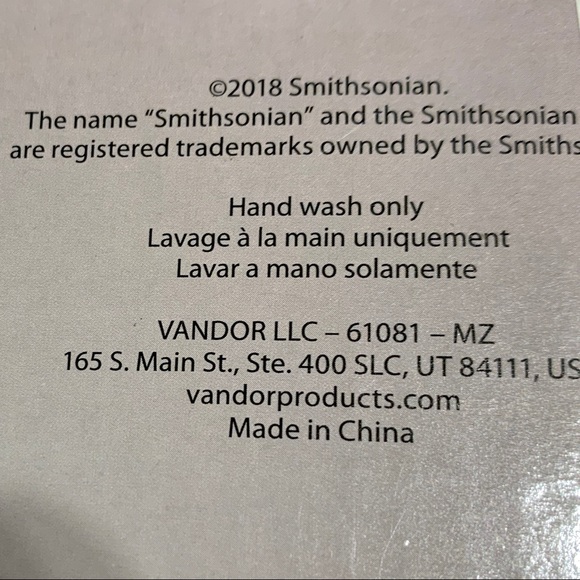 ©2018 Smithsonian.
The name “Smithsonian” and the Smithsonian
are registered trademarks owned by the Smiths
Hand wash only
Lavage à la main uniquement
Lavar a mano solamente
VANDOR LLC – 61081 – MZ
165 S. Main St., Ste. 400 SLC, UT 84111, US
vandorproducts.com
Made in China